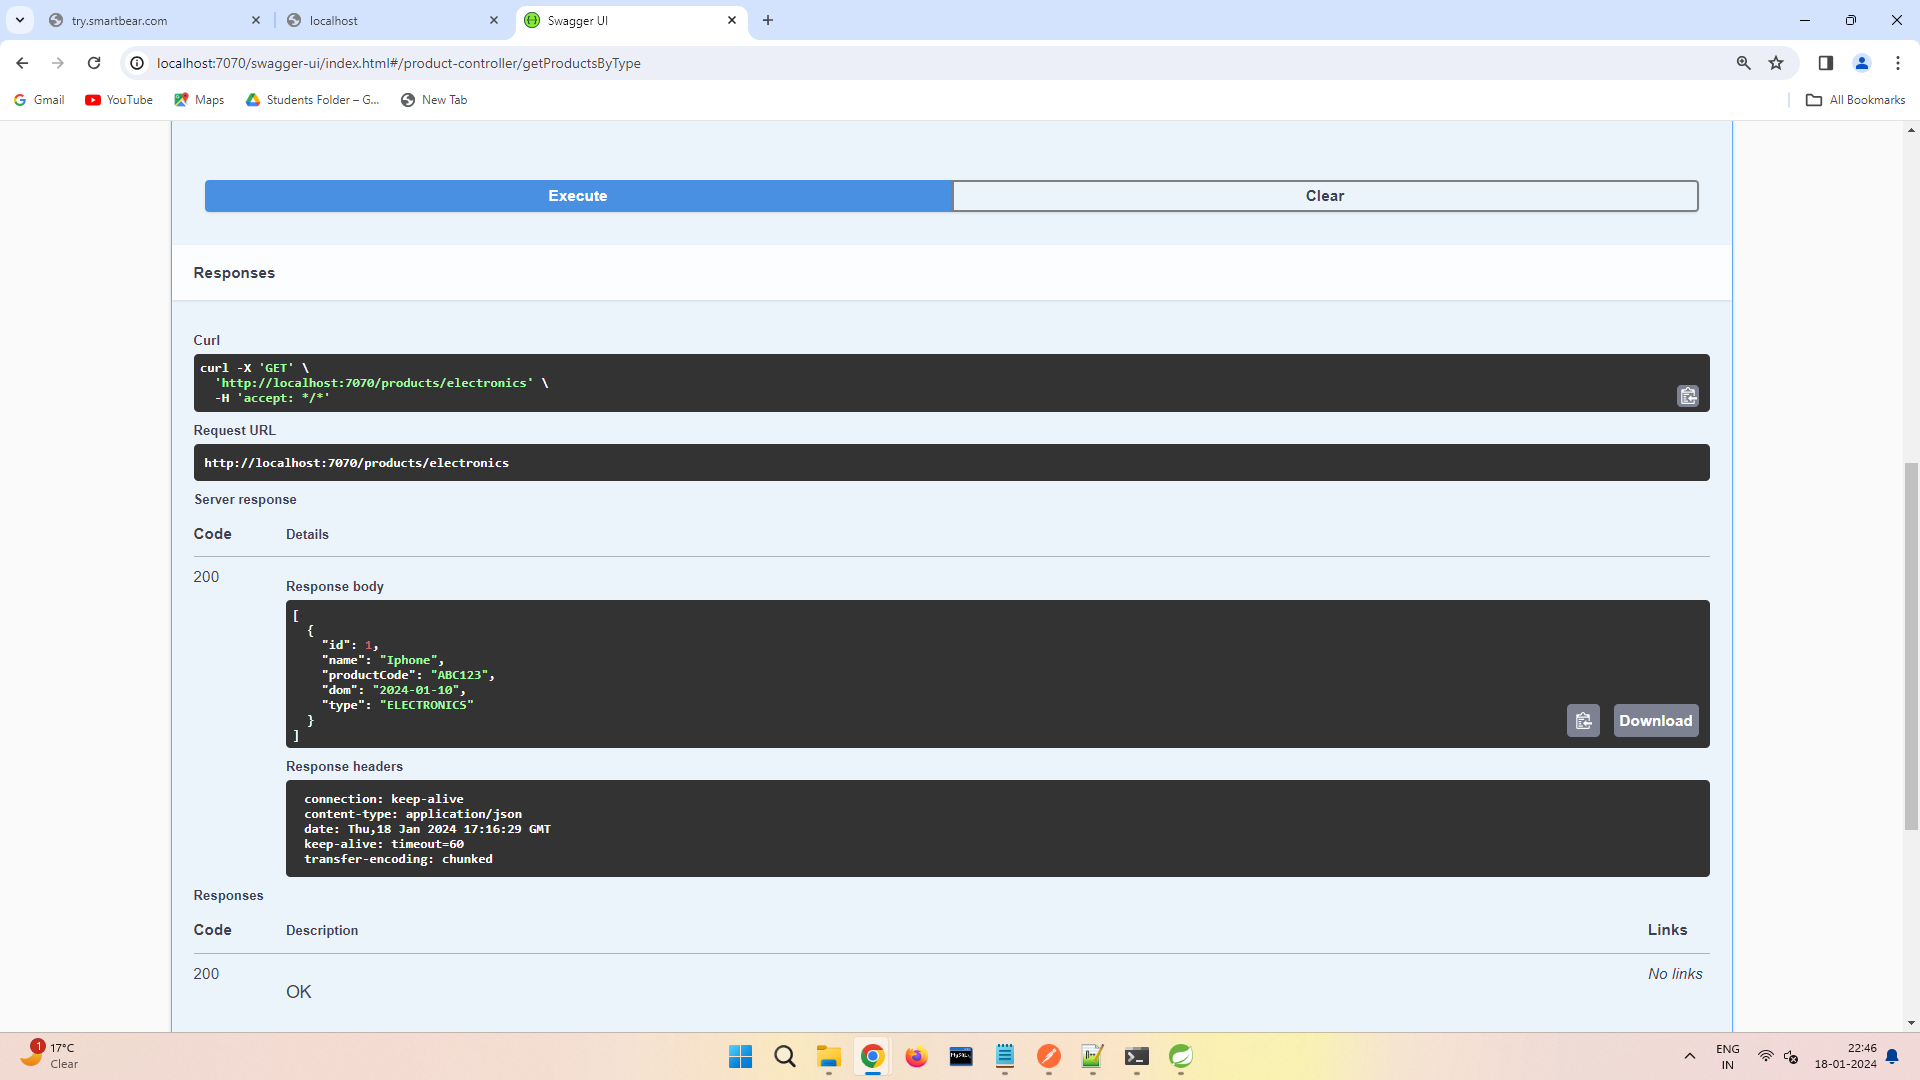 try.smartbear.com
localhost
Swagger UI
localhost:7070/swagger-ui/index.html#/product-controller/getProductsByType
Gmail
YouTube
Maps
Students Folder – G...
New Tab
All Bookmarks
Execute
Clear
Responses
Curl
curl -X 'GET' \
'http://localhost:7070/products/electronics' \
-H 'accept: */*'
Request URL
http://localhost:7070/products/electronics
Server response
Code Details
200
Response body
[
{
"id": 1,
"name": "Iphone",
"productCode": "ABC123",
"dom": "2024-01-10",
"type": "ELECTRONICS"
}
]
Download
Response headers
connection: keep-alive
content-type: application/json
date: Thu,18 Jan 2024 17:16:29 GMT
keep-alive: timeout=60
transfer-encoding: chunked
Responses
Code Description Links
200 No links
OK
1
17°C
Clear
MySQL
ENG
IN
22:46
18-01-2024